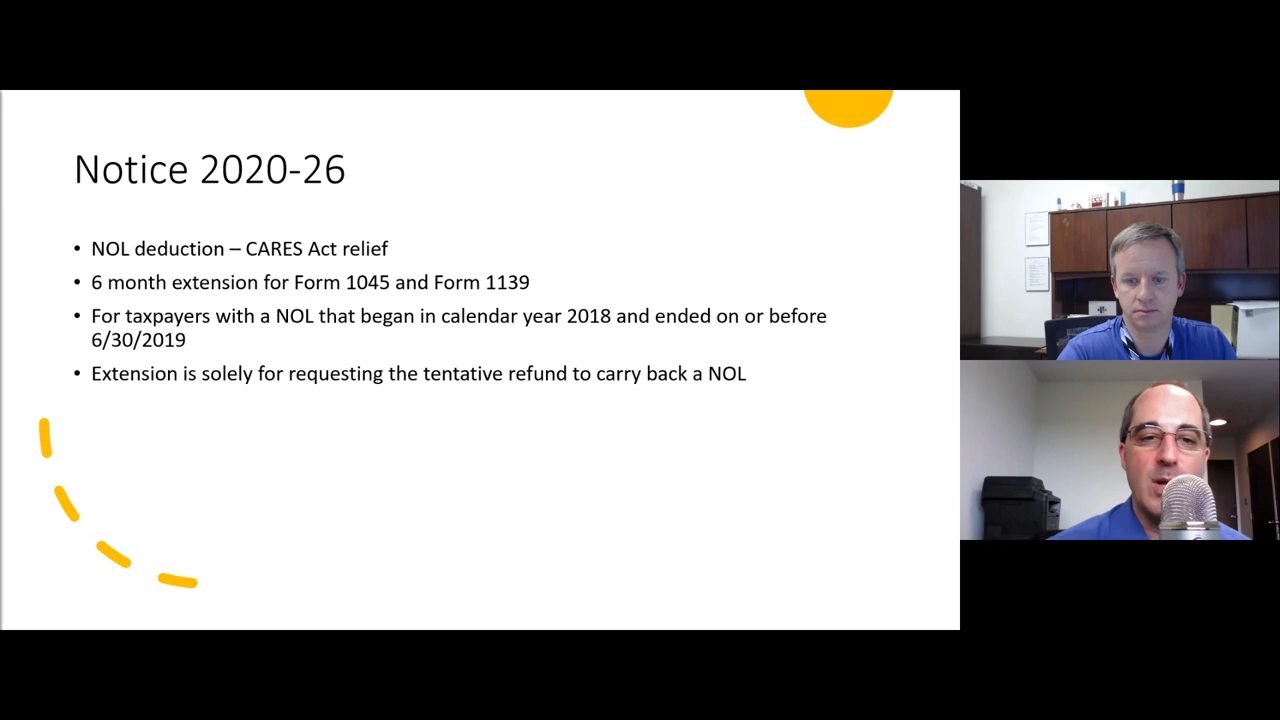 Notice 2020-26
• NOL deduction – CARES Act relief
• 6 month extension for Form 1045 and Form 1139
• For taxpayers with a NOL that began in calendar year 2018 and ended on or before
6/30/2019
• Extension is solely for requesting the tentative refund to carry back a NOL